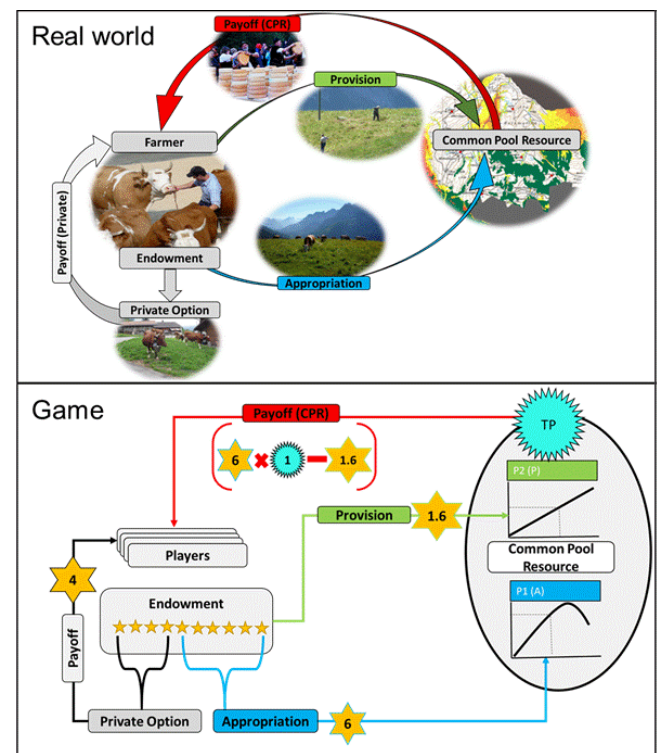 Real world
Payoff (CPR)
Provision
Farmer
Common Pool Resource
Payoff (Private)
Endowment
Appropriation
Private Option
Game
Payoff (CPR)
TP
6
1
1.6
P2 (P)
Provision
1.6
Players
Common Pool
Resource
4
Endowment
P1 (A)
Payoff
Private Option
Appropriation
6